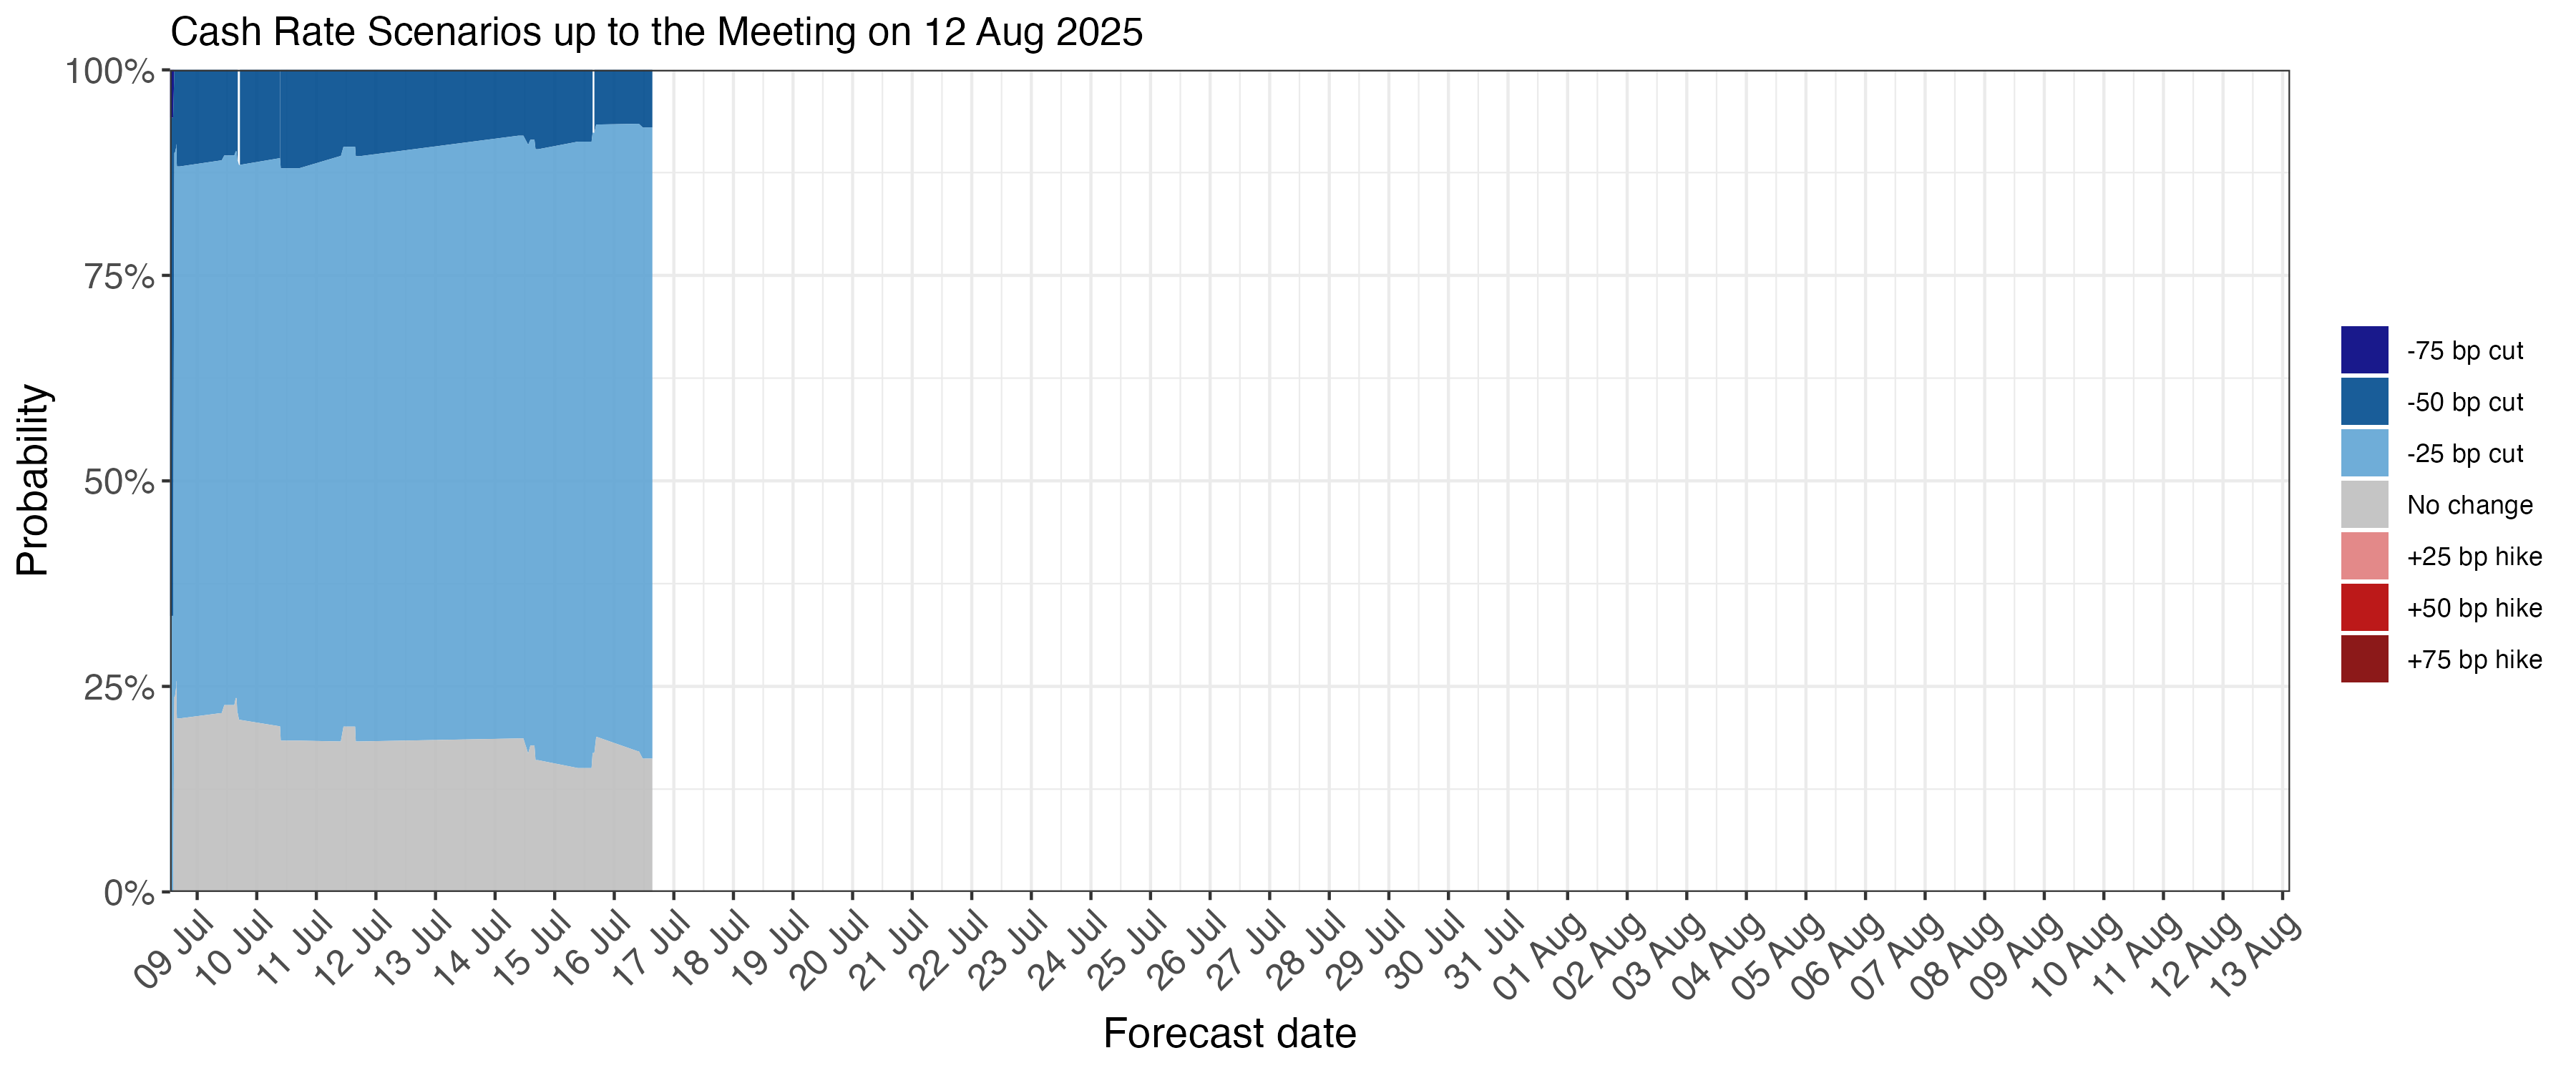 Cash Rate Scenarios up to the Meeting on 12 Aug 2025
100%
75%
50%
25%
0%
Probability
09 Jul
10 Jul
11 Jul
12 Jul
13 Jul
14 Jul
15 Jul
16 Jul
17 Jul
18 Jul
19 Jul
20 Jul
21 Jul
22 Jul
23 Jul
24 Jul
25 Jul
26 Jul
27 Jul
28 Jul
29 Jul
30 Jul
31 Jul
01 Aug
02 Aug
03 Aug
04 Aug
05 Aug
06 Aug
07 Aug
08 Aug
09 Aug
10 Aug
11 Aug
12 Aug
13 Aug
Forecast date
-75 bp cut
-50 bp cut
-25 bp cut
No change
+25 bp hike
+50 bp hike
+75 bp hike